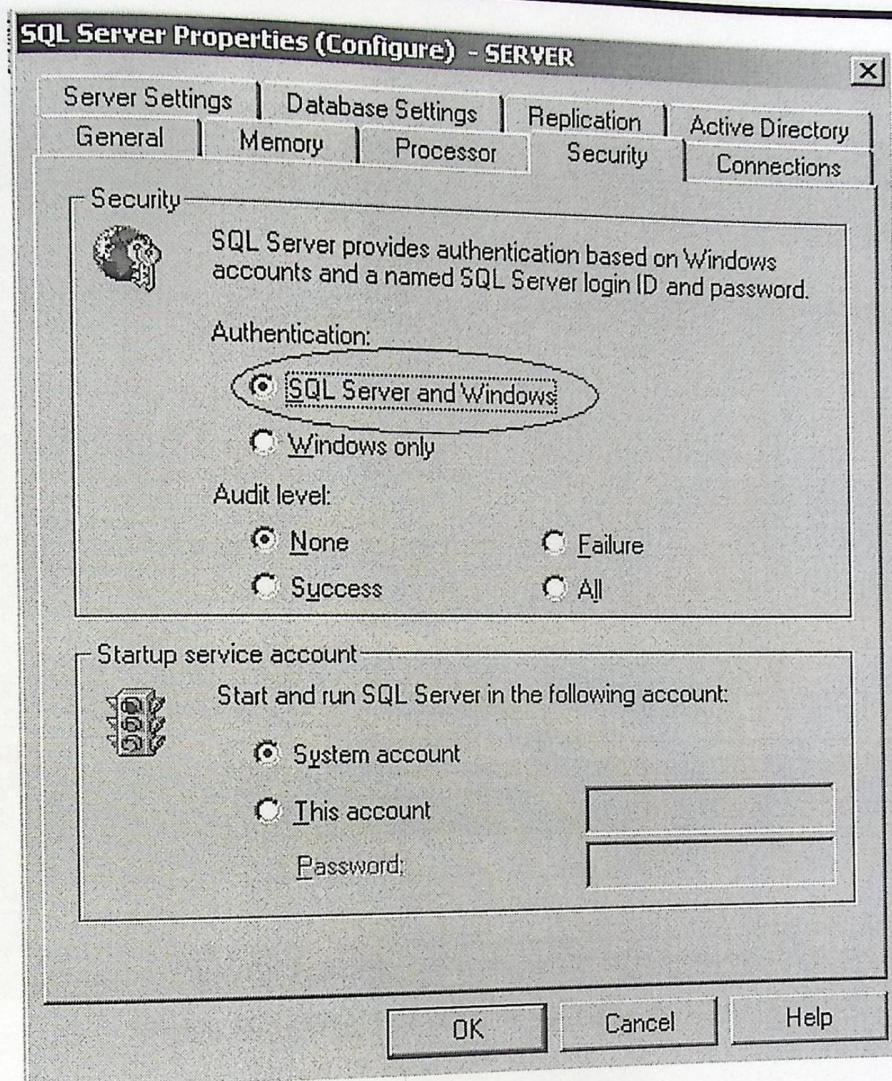 SQL Server Properties (Configure) - SERVER
Server Settings Database Settings Replication Active Directory
General Memory Processor Security Connections
Security
SQL Server provides authentication based on Windows
accounts and a named SQL Server login ID and password.
Authentication:
SQL Server and Windows
Windows only
Audit level:
None Failure
Success All
Startup service account
Start and run SQL Server in the following account:
System account
This account
Password:
OK Cancel Help